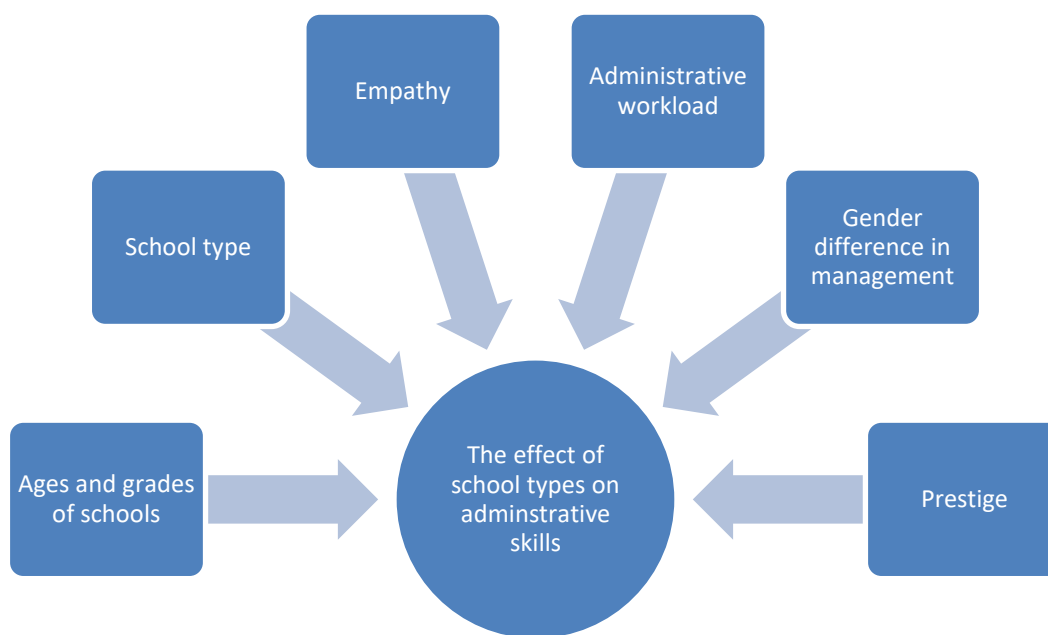 Empathy
Administrative
workload
School type
Gender
difference in
management
Ages and grades
of schools
The effect of
school types on
adminstrative
skills
Prestige